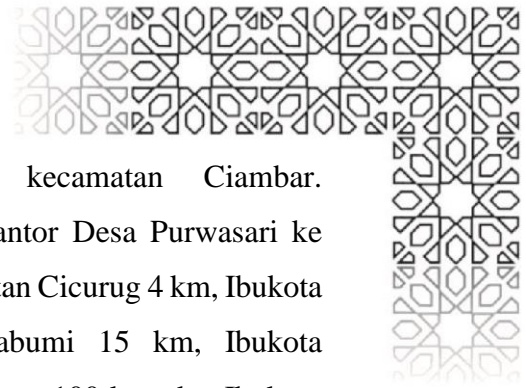 kecamatan Ciambar.
antor Desa Purwasari ke
tan Cicurug 4 km, Ibukota
abumi 15 km, Ibukota